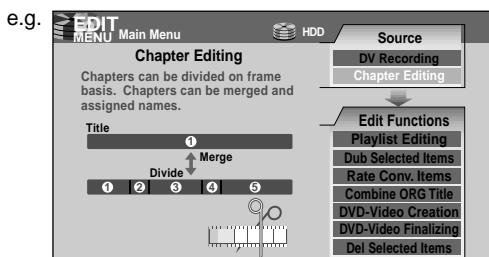 e.g.
EDIT
MENU Main Menu
HDD
Chapter Editing
Chapters can be divided on frame
basis. Chapters can be merged and
assigned names.
Title
1
Merge
Divide
1 2 3 4 5
Source
DV Recording
Chapter Editing
Edit Functions
Playlist Editing
Dub Selected Items
Rate Conv. Items
Combine ORG Title
DVD-Video Creation
DVD-Video Finalizing
Del Selected Items